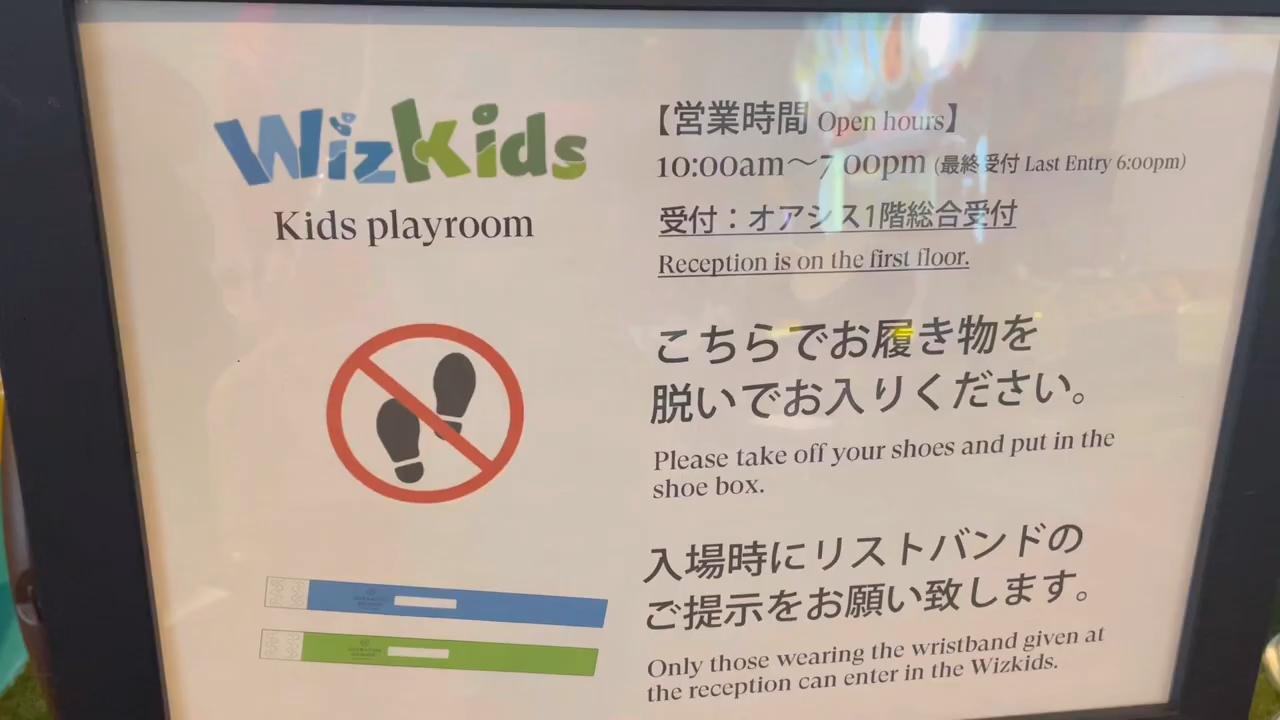 WizKids
Kids playroom
【営業時間 Open hours】
10:00am～7 00pm (最終受付 Last Entry 6:00pm)
受付：オアシス1階総合受付
Reception is on the first floor.
こちらでお履き物を
脱いでお入りください。
Please take off your shoes and put in the
shoe box.
入場時にリストバンドの
ご提示をお願い致します。
Only those wearing the wristband given at
the reception can enter in the Wizkids.